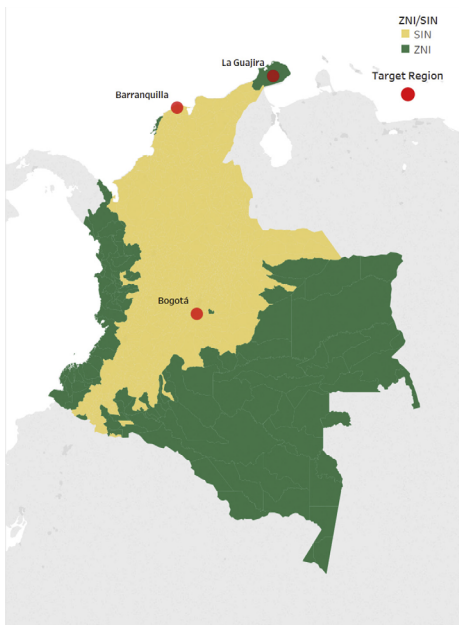 ZNI/SIN
SIN
ZNI
La Guajira
Target Region
Barranquilla
Bogotá